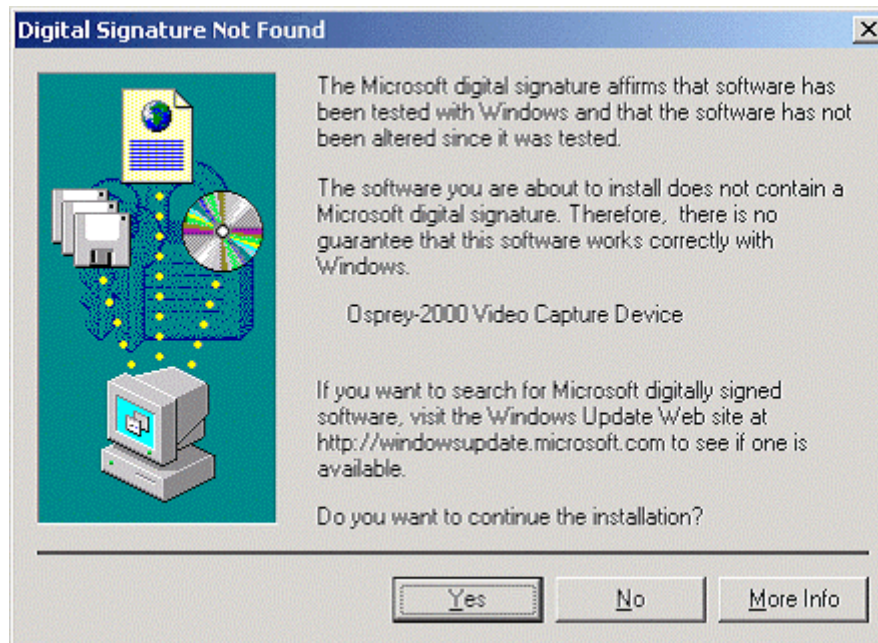 Digital Signature Not Found
The Microsoft digital signature affirms that software has
been tested with Windows and that the software has not
been altered since it was tested.
The software you are about to install does not contain a
Microsoft digital signature. Therefore, there is no
guarantee that this software works correctly with
Windows.
Osprey-2000 Video Capture Device
If you want to search for Microsoft digitally signed
software, visit the Windows Update Web site at
http://windowsupdate.microsoft.com to see if one is
available.
Do you want to continue the installation?
Yes No More Info